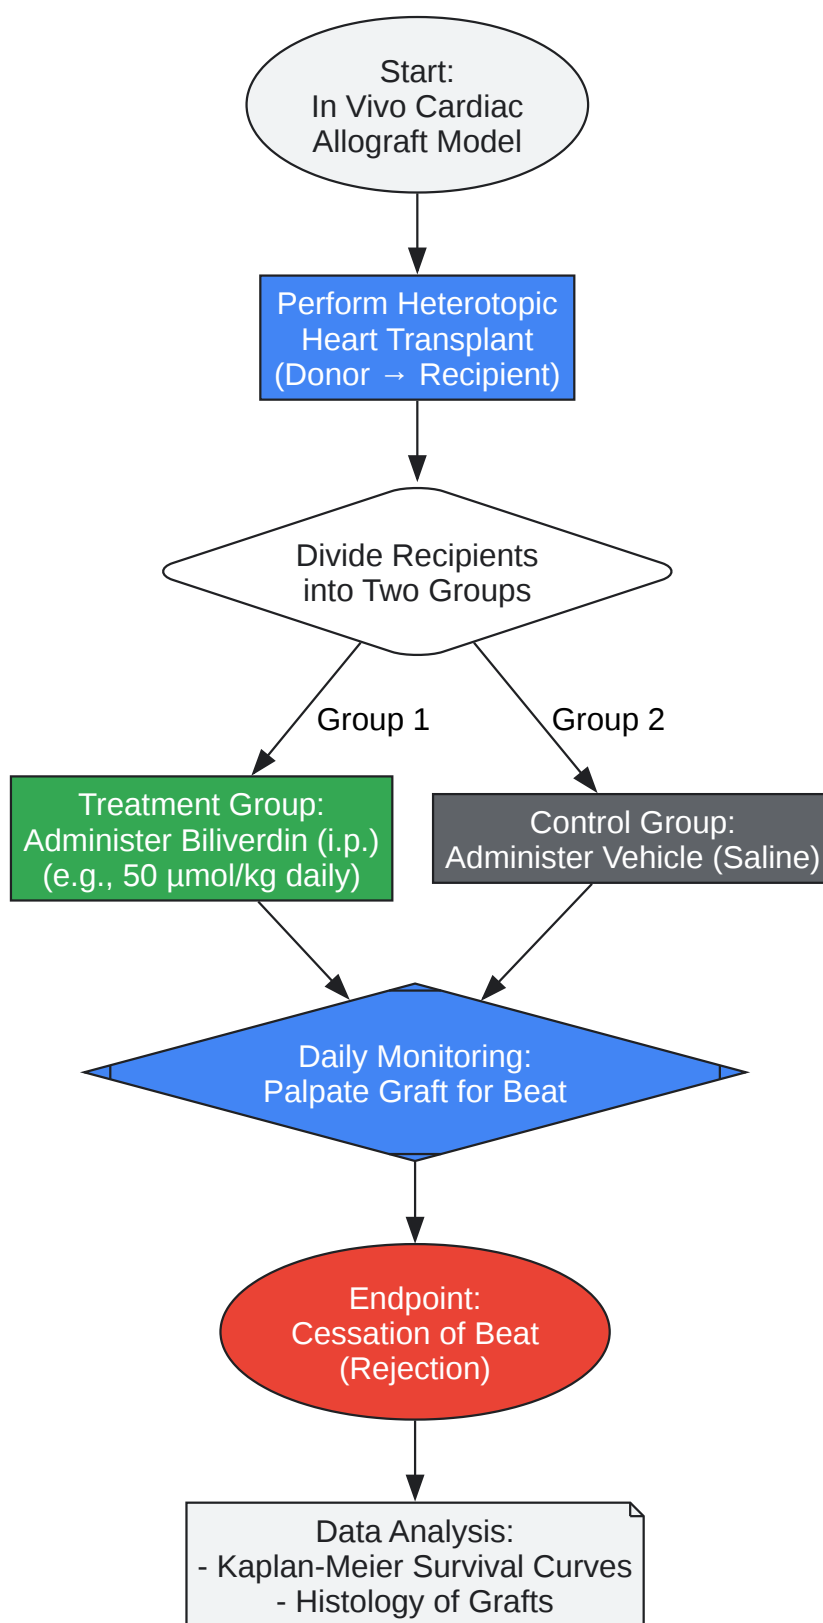 Start:
In Vivo Cardiac
Allograft Model
Perform Heterotopic
Heart Transplant
(Donor → Recipient)
Divide Recipients
into Two Groups
Group 1
Group 2
Treatment Group:
Administer Biliverdin (i.p.)
(e.g., 50 µmol/kg daily)
Control Group:
Administer Vehicle (Saline)
Daily Monitoring:
Palpate Graft for Beat
Endpoint:
Cessation of Beat
(Rejection)
Data Analysis:
- Kaplan-Meier Survival Curves
- Histology of Grafts